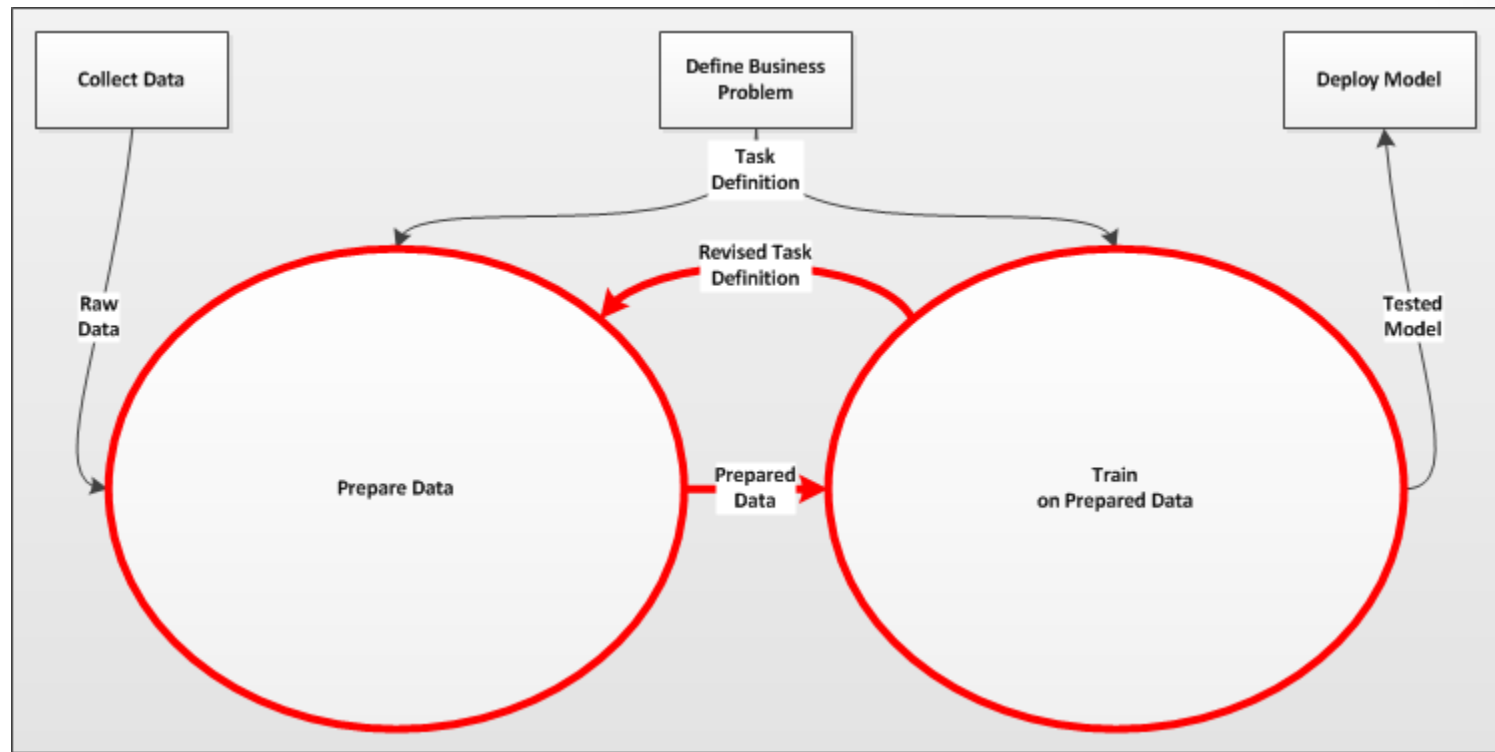 Collect Data
Define Business
Problem
Deploy Model
Task
Definition
Revised Task
Definition
Raw
Data
Tested
Model
Prepare Data
Prepared
Data
Train
on Prepared Data